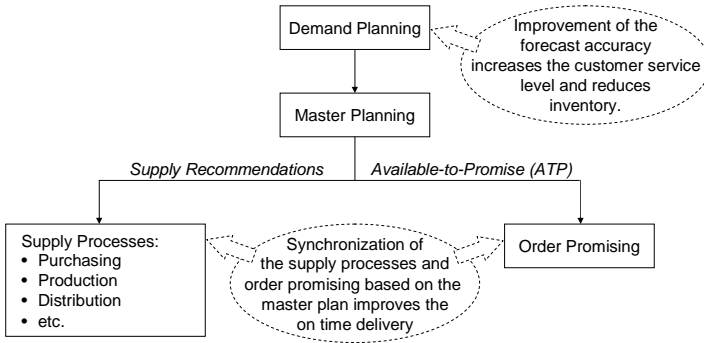 Demand Planning
Improvement of the
forecast accuracy
increases the customer service
level and reduces
inventory.
Master Planning
Supply Recommendations
Available-to-Promise (ATP)
Supply Processes:
• Purchasing
• Production
• Distribution
• etc.
Synchronization of
the supply processes and
order promising based on the
master plan improves the
on time delivery
Order Promising